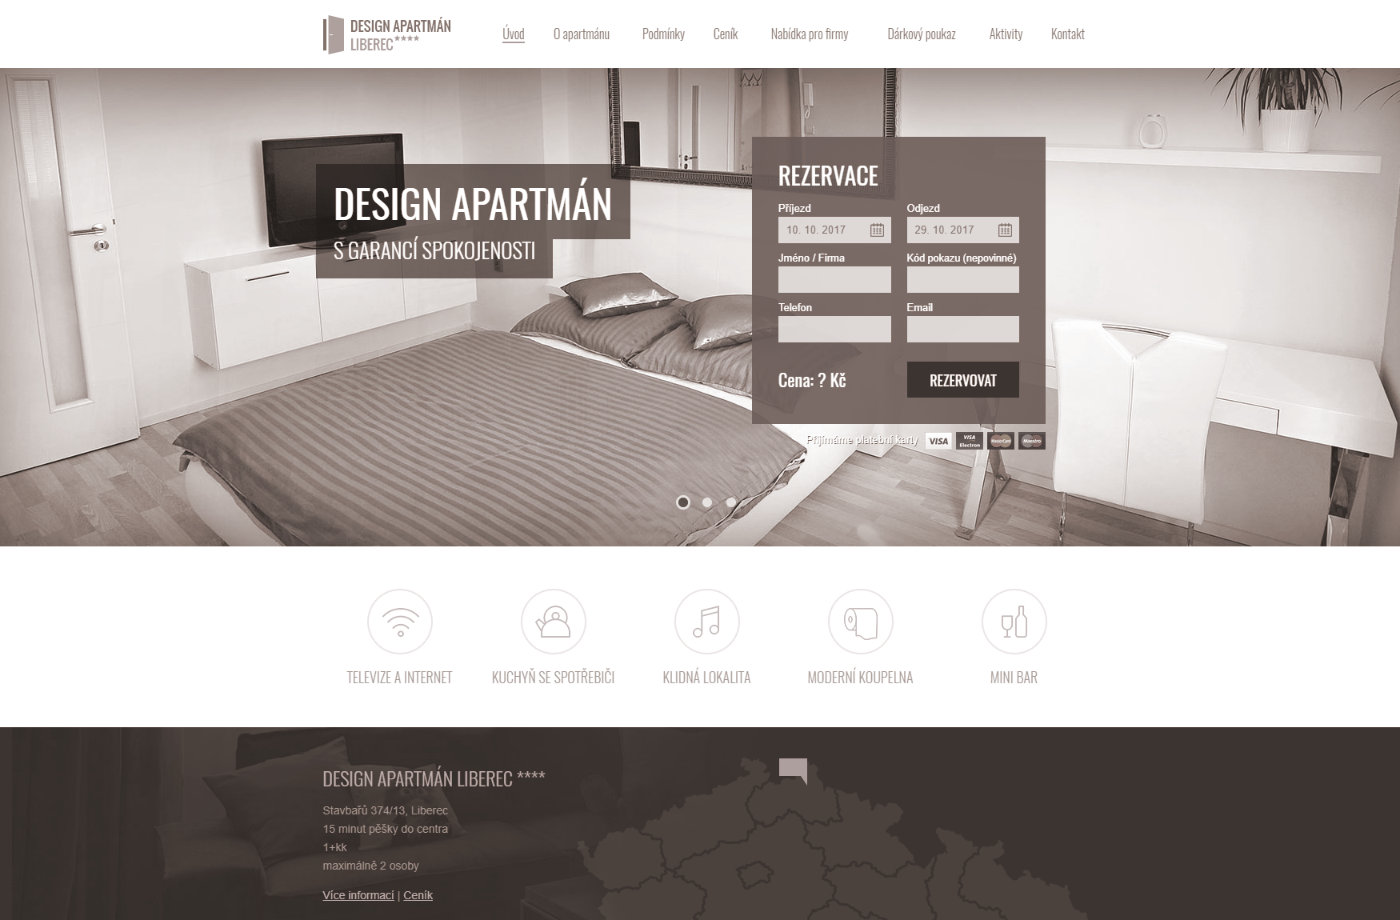 DESIGN APARTMÁN
LIBEREC****
Úvod
O apartmánu
Podmínky
Ceník
Nabídka pro firmy
Dárkový poukaz
Aktivity
Kontakt
DESIGN APARTMÁN
S GARANCÍ SPOKOJENOSTI
REZERVACE
Příjezd
Odjezd
10. 10. 2017
29. 10. 2017
Jméno / Firma
Kód pokazu (nepovinné)
Telefon
Email
Cena: ? Kč
REZERVOVAT
Přijímáme platební karty
VISA
VISA
Electron
MasterCard
Maestro
TELEVIZE A INTERNET
KUCHYŇ SE SPOTŘEBIČI
KLIDNÁ LOKALITA
MODERNÍ KOUPELNA
MINI BAR
DESIGN APARTMÁN LIBEREC ****
Stavbařů 374/13, Liberec
15 minut pěšky do centra
1+kk
maximálně 2 osoby
Více informací | Ceník